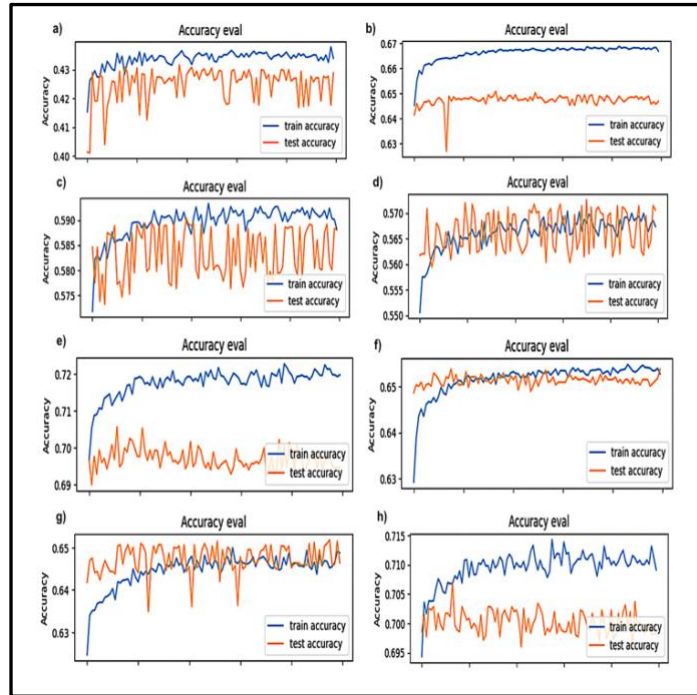 a)
Accuracy eval
0.43
0.42
0.41
0.40
Accuracy
train accuracy
test accuracy
b)
Accuracy eval
0.67
0.66
0.65
0.64
0.63
Accuracy
train accuracy
test accuracy
c)
Accuracy eval
0.590
0.585
0.580
0.575
Accuracy
train accuracy
test accuracy
d)
Accuracy eval
0.570
0.565
0.560
0.555
0.550
Accuracy
train accuracy
test accuracy
e)
Accuracy eval
0.72
0.71
0.70
0.69
Accuracy
train accuracy
test accuracy
f)
Accuracy eval
0.65
0.64
0.63
Accuracy
train accuracy
test accuracy
g)
Accuracy eval
0.65
0.64
0.63
Accuracy
train accuracy
test accuracy
h)
Accuracy eval
0.715
0.710
0.705
0.700
0.695
Accuracy
train accuracy
test accuracy